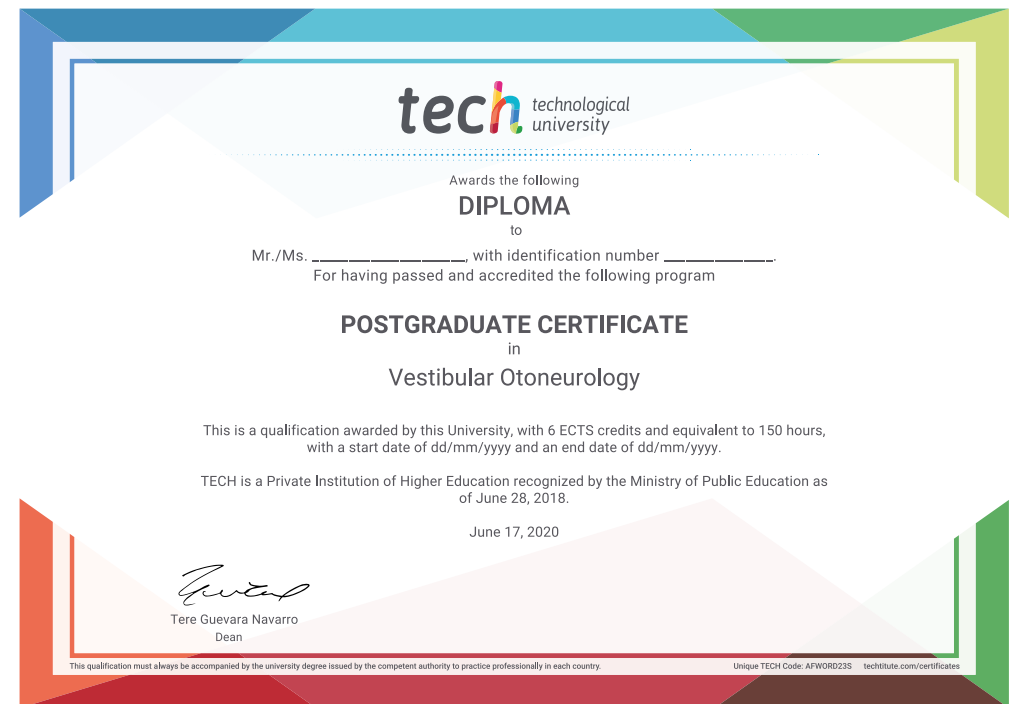 tech technological
university
Awards the following
DIPLOMA
to
Mr./Ms. ____________________, with identification number ______________.
For having passed and accredited the following program
POSTGRADUATE CERTIFICATE
in
Vestibular Otoneurology
This is a qualification awarded by this University, with 6 ECTS credits and equivalent to 150 hours,
with a start date of dd/mm/yyyy and an end date of dd/mm/yyyy.
TECH is a Private Institution of Higher Education recognized by the Ministry of Public Education as
of June 28, 2018.
June 17, 2020
Tere Guevara Navarro
Dean
This qualification must always be accompanied by the university degree issued by the competent authority to practice professionally in each country.
Unique TECH Code: AFWORD23S techtitute.com/certificates